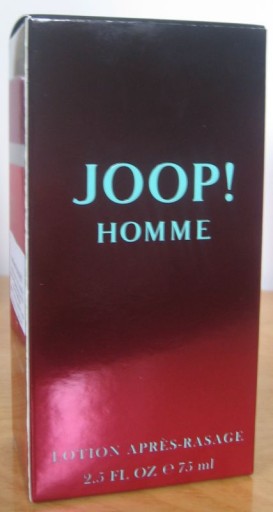 JOOP!
HOMME
LOTION APRÈS-RASAGE
2.5 FL OZ ℮ 75 ml